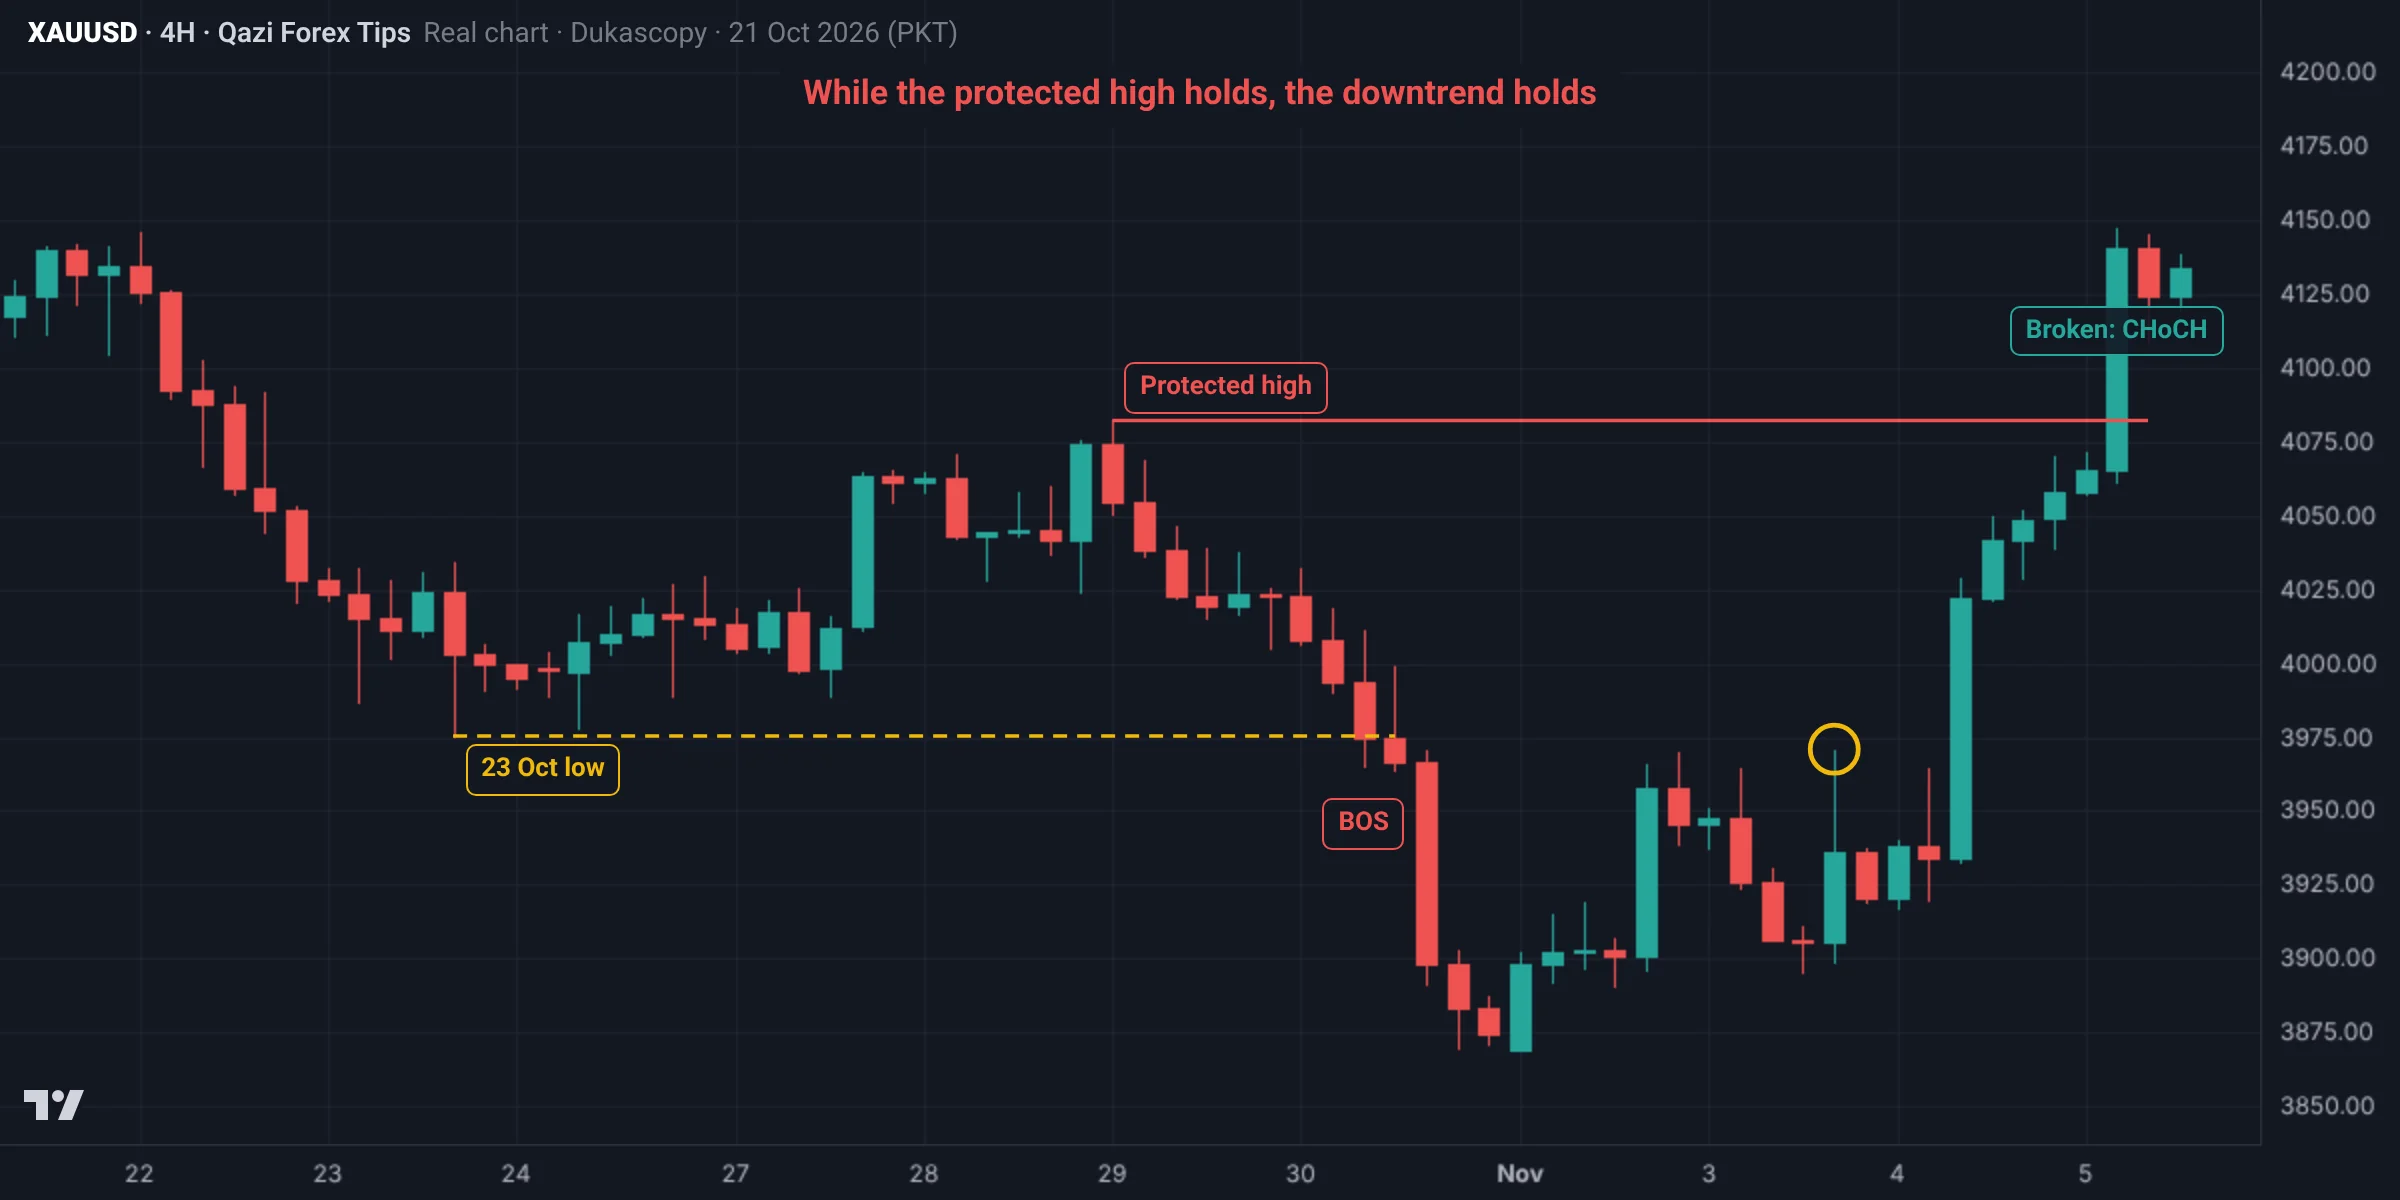 XAUUSD · 4H · Qazi Forex Tips Real chart · Dukascopy · 21 Oct 2026 (PKT)
While the protected high holds, the downtrend holds
4200.00
4175.00
4150.00
4125.00
Broken: CHoCH
4100.00
Protected high
4075.00
4050.00
4025.00
4000.00
3975.00
23 Oct low
3950.00
BOS
3925.00
3900.00
3875.00
3850.00
22 23 24 27 28 29 30 Nov 3 4 5